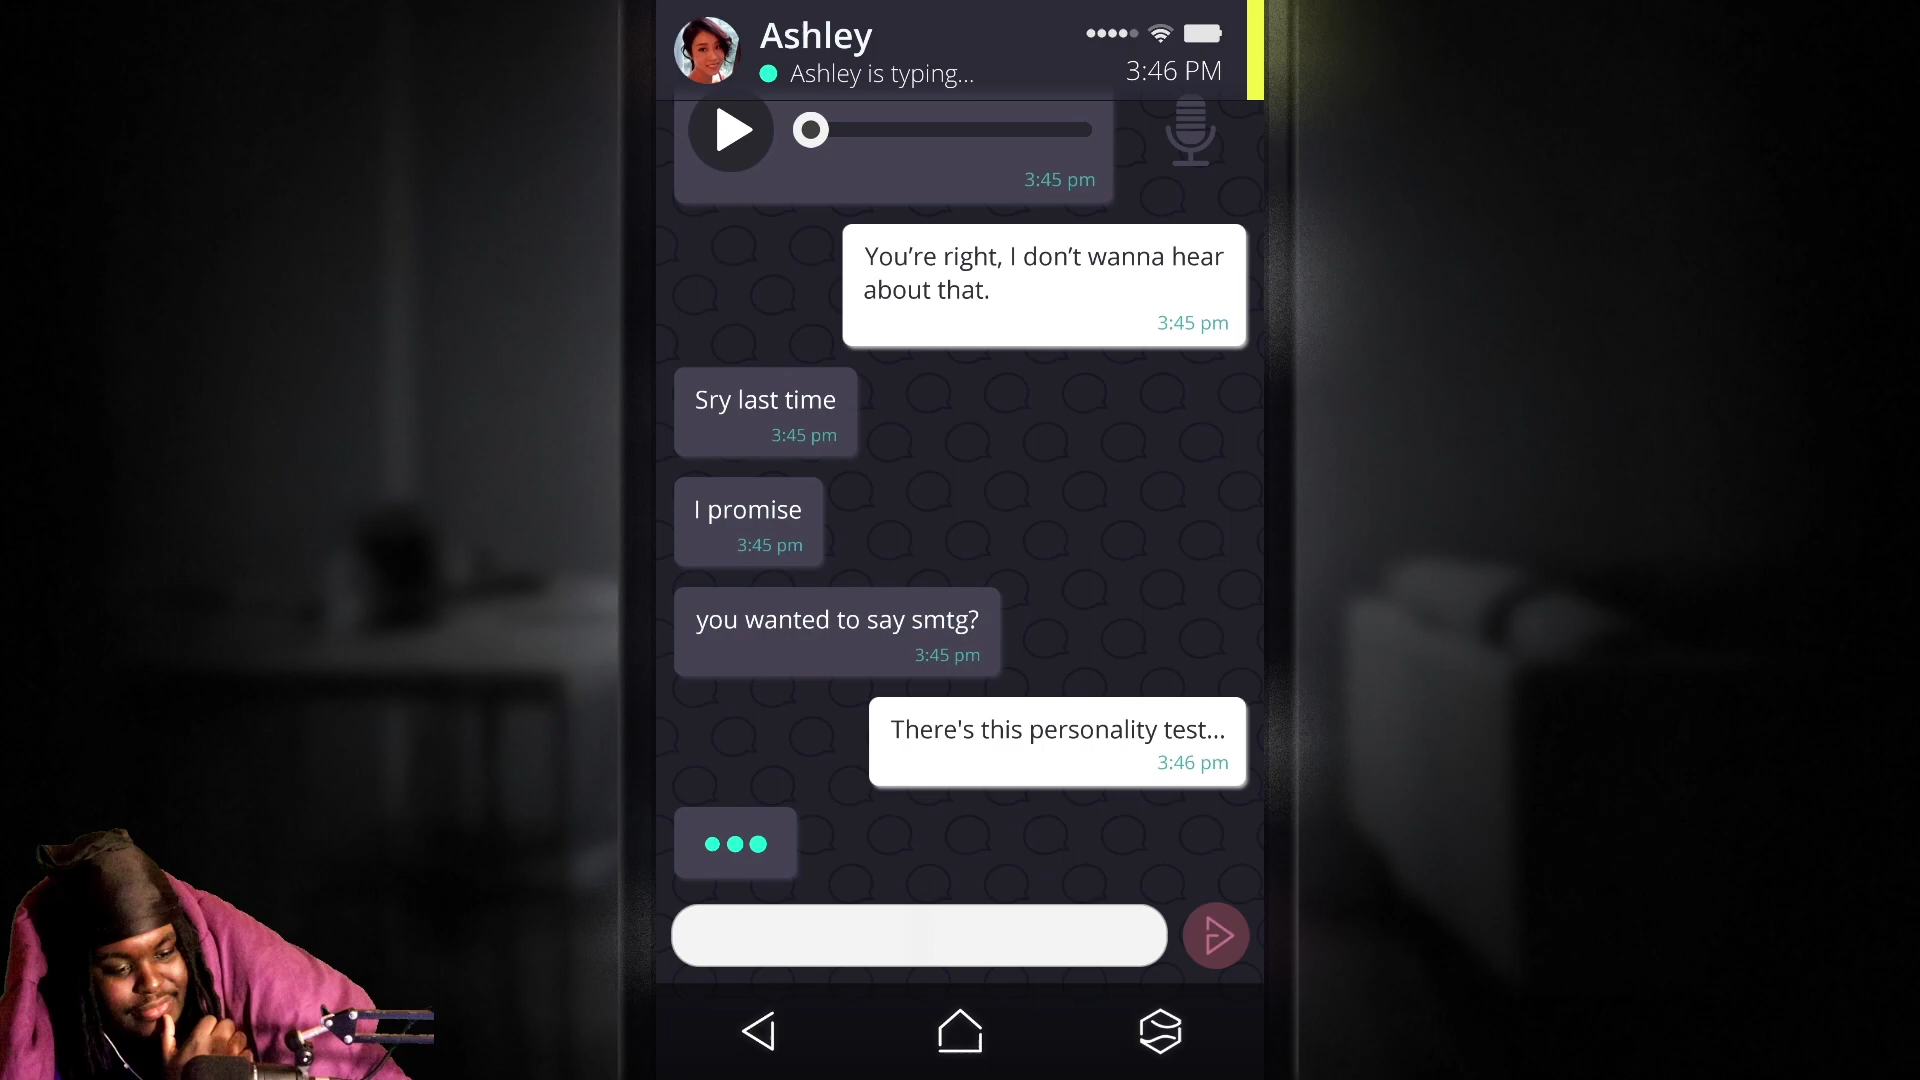 Ashley
Ashley is typing...
3:46 PM
3:45 pm
You’re right, I don’t wanna hear
about that.
3:45 pm
Sry last time
3:45 pm
I promise
3:45 pm
you wanted to say smtg?
3:45 pm
There's this personality test...
3:46 pm